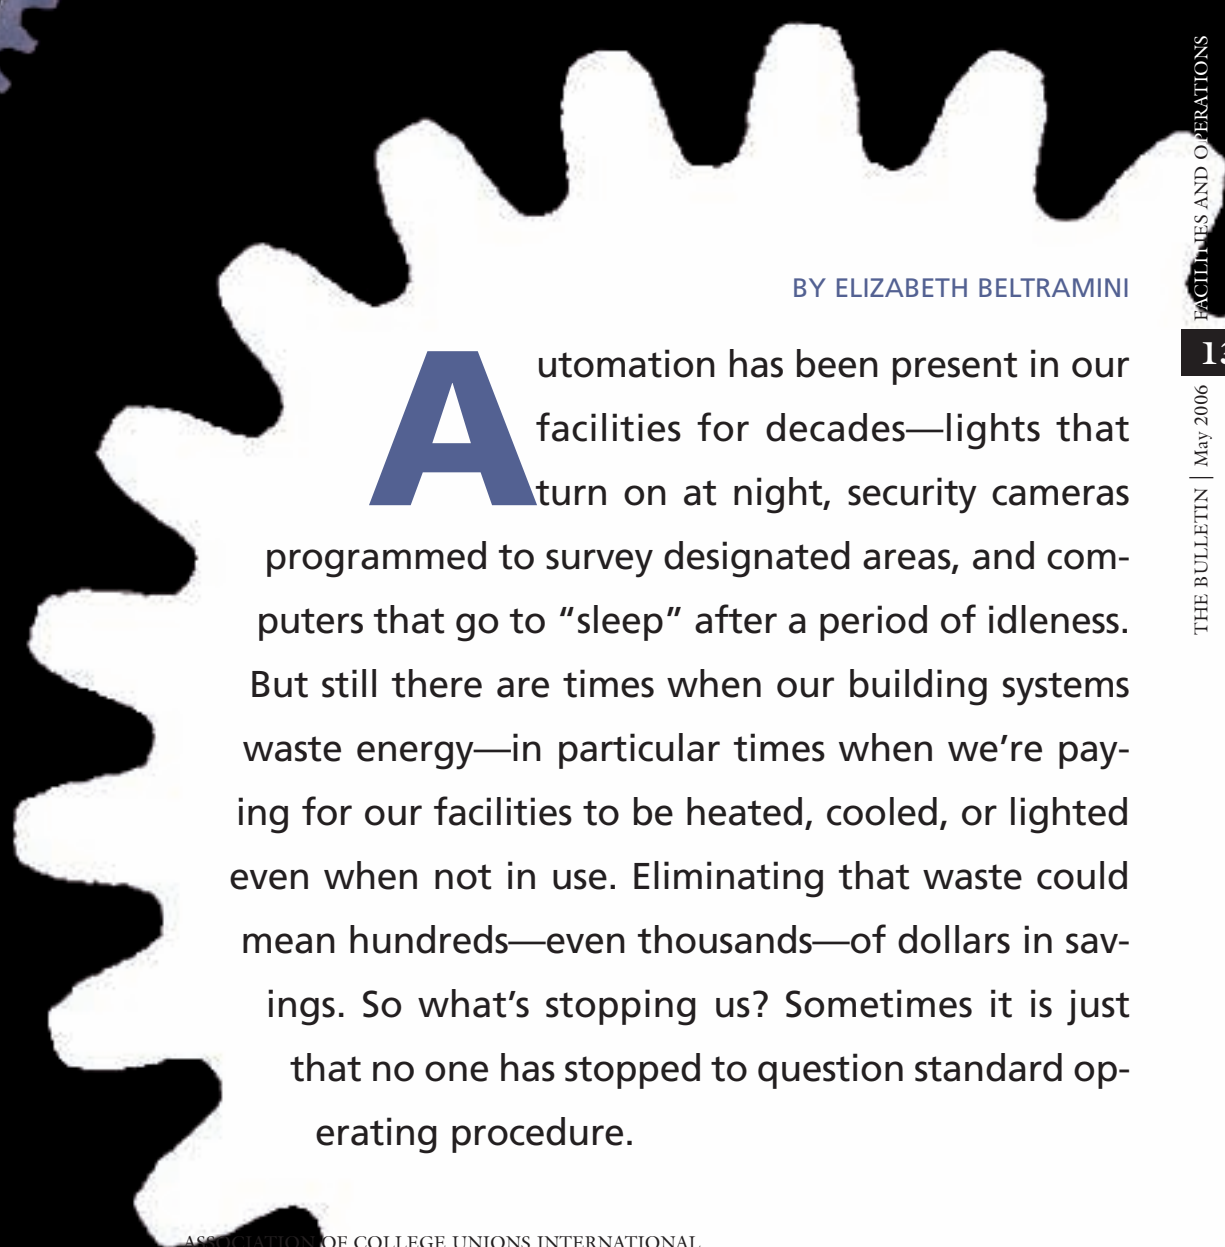 BY ELIZABETH BELTRAMINI
Automation has been present in our
facilities for decades—lights that
turn on at night, security cameras
programmed to survey designated areas, and com-
puters that go to “sleep” after a period of idleness.
But still there are times when our building systems
waste energy—in particular times when we’re pay-
ing for our facilities to be heated, cooled, or lighted
even when not in use. Eliminating that waste could
mean hundreds—even thousands—of dollars in sav-
ings. So what’s stopping us? Sometimes it is just
that no one has stopped to question standard op-
erating procedure.
THE BULLETIN | May 2006
13
FACILITIES AND OPERATIONS
ASSOCIATION OF COLLEGE UNIONS INTERNATIONAL